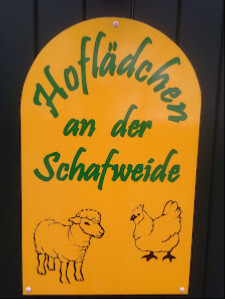 Hoflädchen
an der
Schafweide